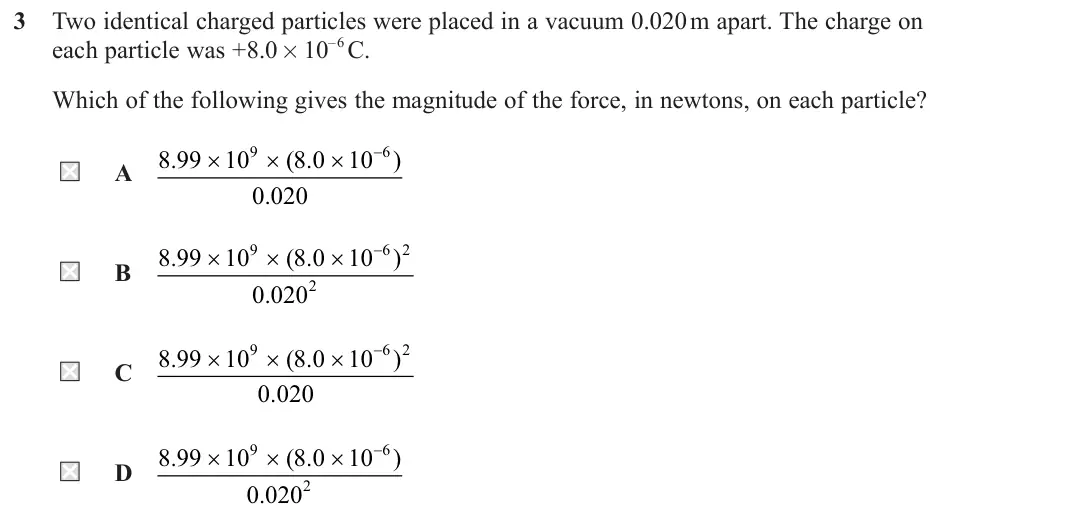 3 Two identical charged particles were placed in a vacuum 0.020 m apart. The charge on
each particle was +8.0 × 10⁻⁶ C.
Which of the following gives the magnitude of the force, in newtons, on each particle?
A 8.99 × 10⁹ × (8.0 × 10⁻⁶)
0.020
B 8.99 × 10⁹ × (8.0 × 10⁻⁶)²
0.020²
C 8.99 × 10⁹ × (8.0 × 10⁻⁶)²
0.020
D 8.99 × 10⁹ × (8.0 × 10⁻⁶)
0.020²